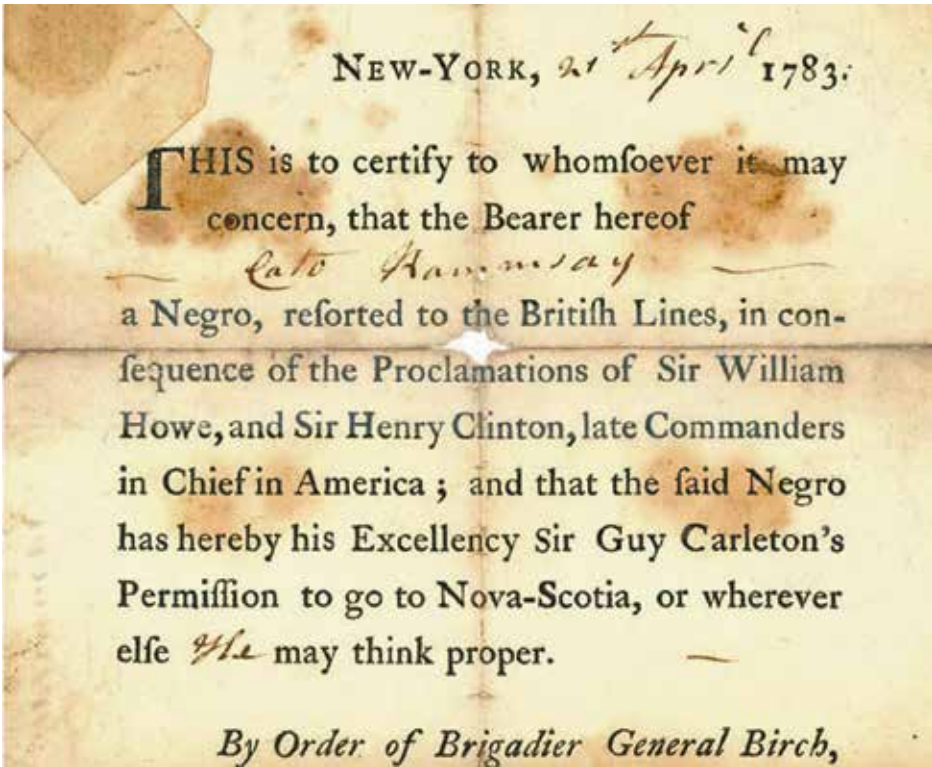 NEW-YORK, 21st April 1783.
THIS is to certify to whomſoever it may
concern, that the Bearer hereof
— Cato Rammsay —
a Negro, reſorted to the Britiſh Lines, in con-
ſequence of the Proclamations of Sir William
Howe, and Sir Henry Clinton, late Commanders
in Chief in America ; and that the ſaid Negro
has hereby his Excellency Sir Guy Carleton's
Permiſſion to go to Nova-Scotia, or wherever
elſe He may think proper. —
By Order of Brigadier General Birch,